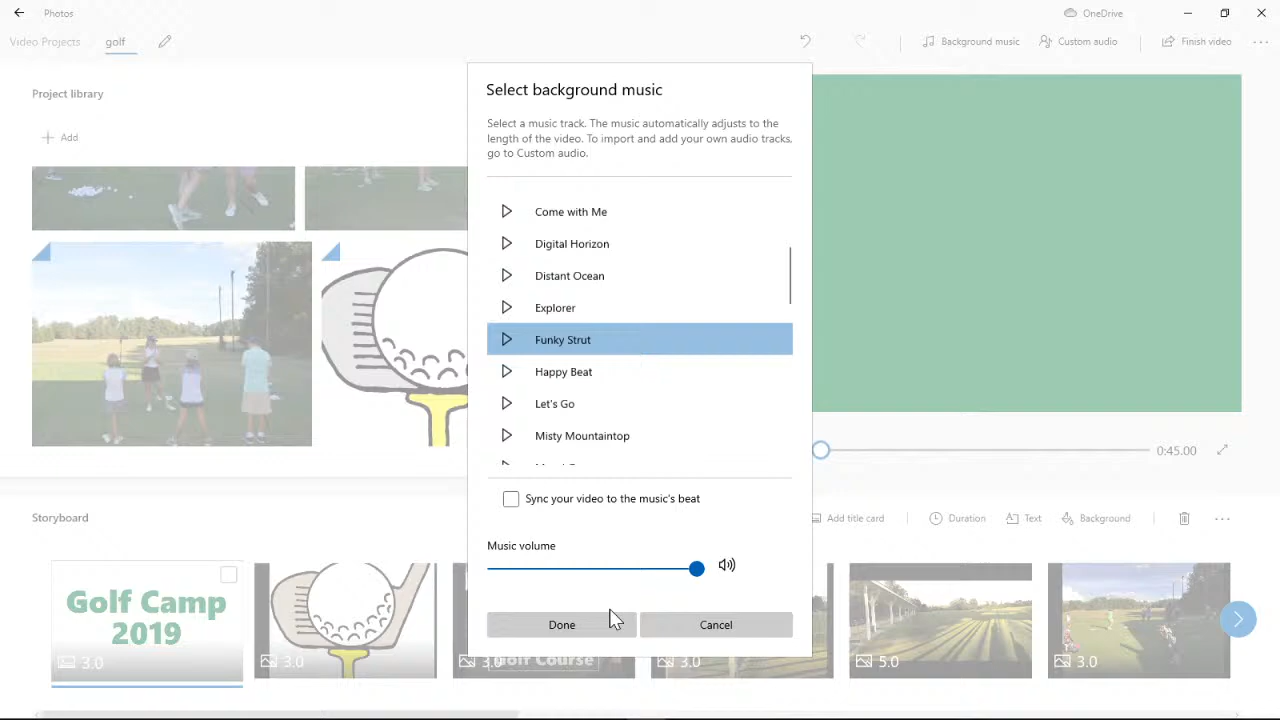 Photos
OneDrive
Video Projects
golf
Background music
Custom audio
Finish video
Project library
Add
Select background music
Select a music track. The music automatically adjusts to the
length of the video. To import and add your own audio tracks,
go to Custom audio.
Come with Me
Digital Horizon
Distant Ocean
Explorer
Funky Strut
Happy Beat
Let's Go
Misty Mountaintop
Sync your video to the music's beat
Music volume
Done
Cancel
0:45.00
Storyboard
Add title card
Duration
Text
Background
Golf Camp
2019
3.0
3.0
3.0
Golf Course
3.0
5.0
3.0